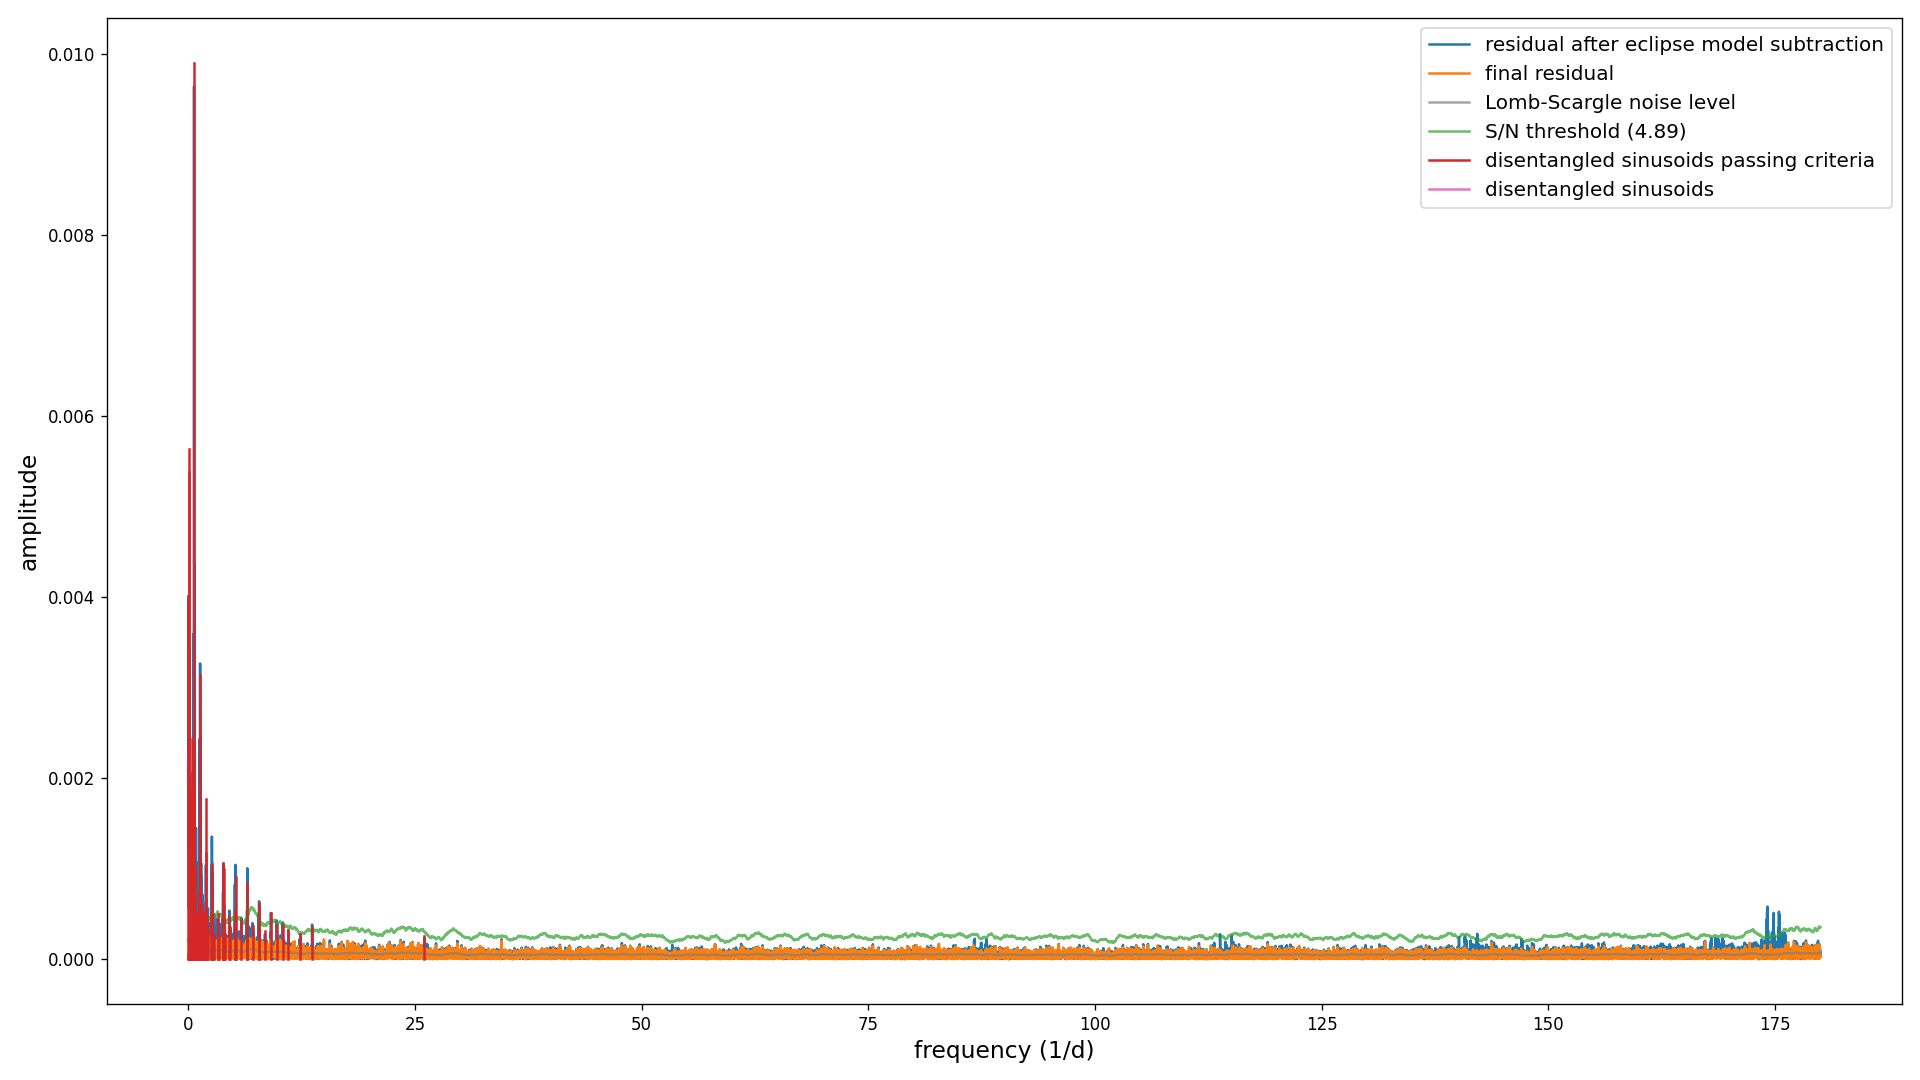 residual after eclipse model subtraction
final residual
Lomb-Scargle noise level
S/N threshold (4.89)
disentangled sinusoids passing criteria
disentangled sinusoids
0.010
0.008
0.006
0.004
0.002
0.000
amplitude
0 25 50 75 100 125 150 175
frequency (1/d)